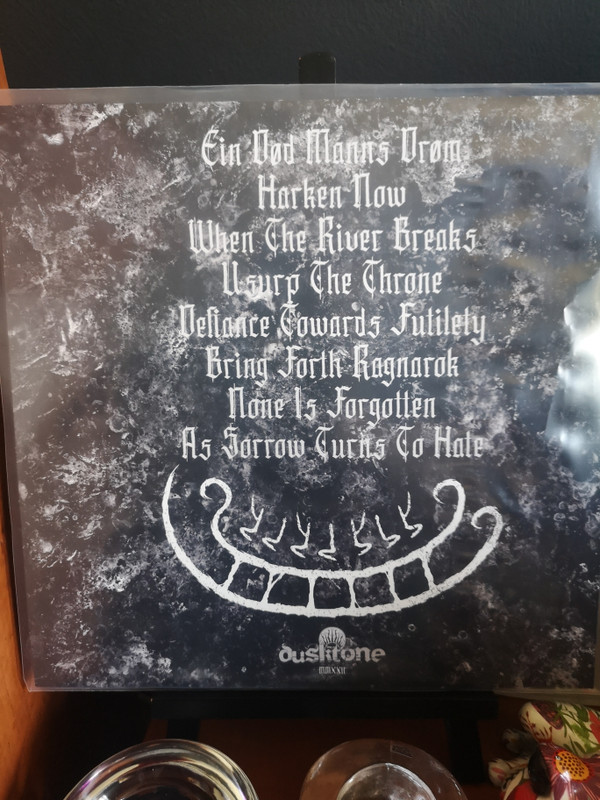 Ein Død Manns Drøm
Harken Now
When The River Breaks
Usurp The Throne
Defiance Towards Futilety
Bring Forth Ragnarok
None Is Forgotten
As Sorrow Turns To Hate
dusktone